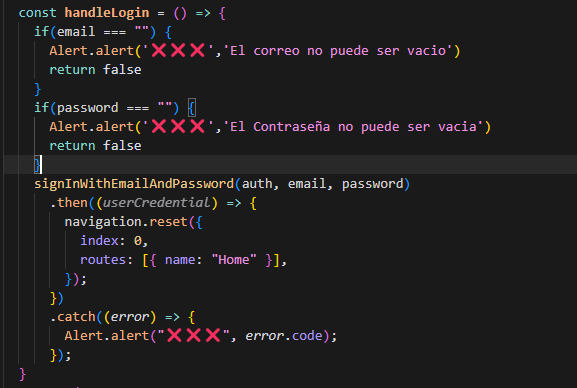 const handleLogin = () => {
if(email === "") {
Alert.alert('❌❌❌','El correo no puede ser vacio')
return false
}
if(password === "") {
Alert.alert('❌❌❌','El Contraseña no puede ser vacia')
return false
}
signInWithEmailAndPassword(auth, email, password)
.then((userCredential) => {
navigation.reset({
index: 0,
routes: [{ name: "Home" }],
});
})
.catch((error) => {
Alert.alert("❌❌❌", error.code);
});
}